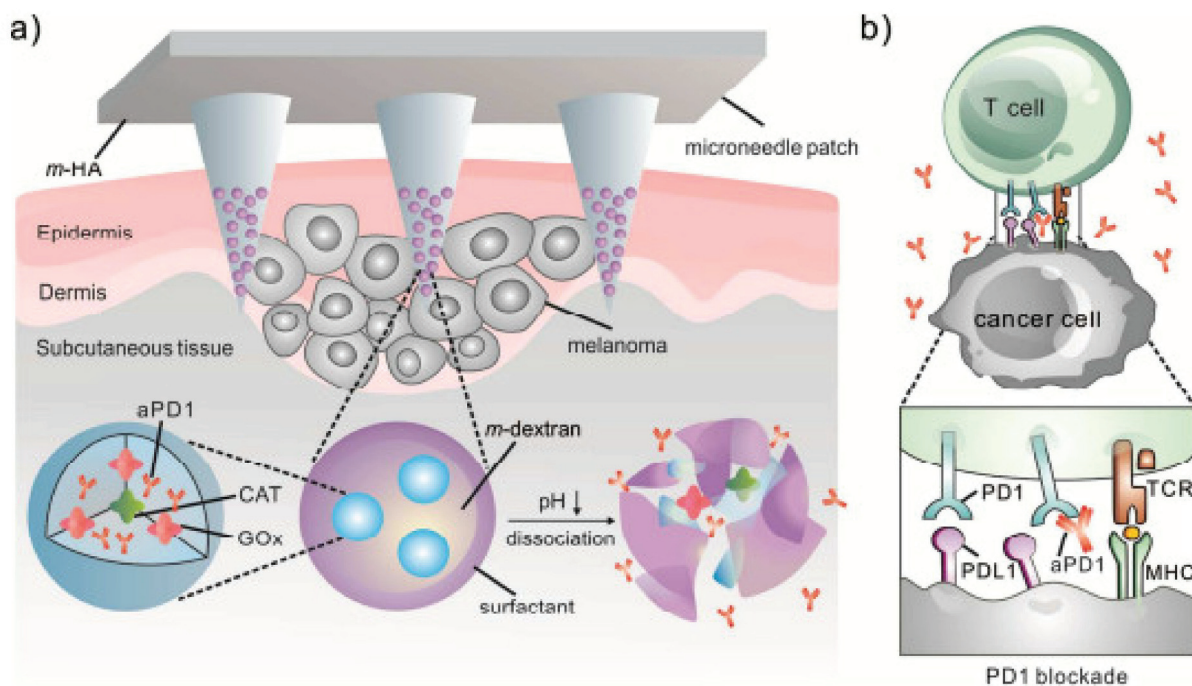 a)
m-HA
microneedle patch
Epidermis
Dermis
Subcutaneous tissue
melanoma
aPD1
CAT
GOx
m-dextran
pH ↓
dissociation
surfactant
b)
T cell
cancer cell
PD1
TCR
PDL1
aPD1
MHC
PD1 blockade